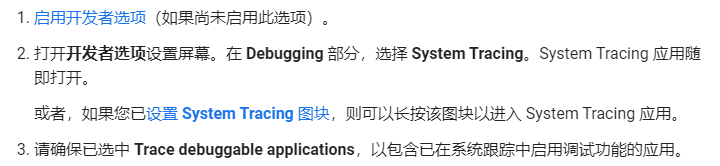 1. 启用开发者选项（如果尚未启用此选项）。
2. 打开开发者选项设置屏幕。在 Debugging 部分，选择 System Tracing。System Tracing 应用随
即打开。
或者，如果您已设置 System Tracing 图块，则可以长按该图块以进入 System Tracing 应用。
3. 请确保已选中 Trace debuggable applications，以包含已在系统跟踪中启用调试功能的应用。